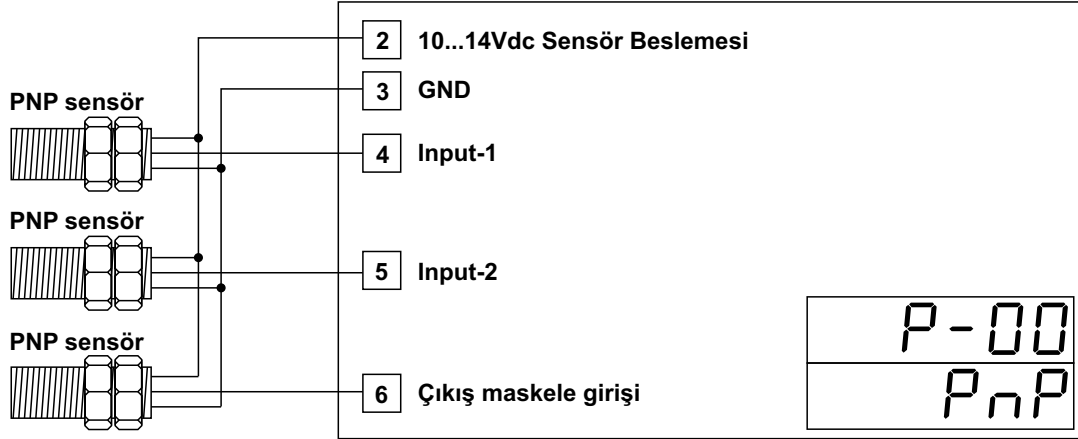 2 10...14Vdc Sensör Beslemesi
3 GND
PNP sensör
4 Input-1
PNP sensör
5 Input-2
P-00
PNP sensör
PnP
6 Çıkış maskele girişi